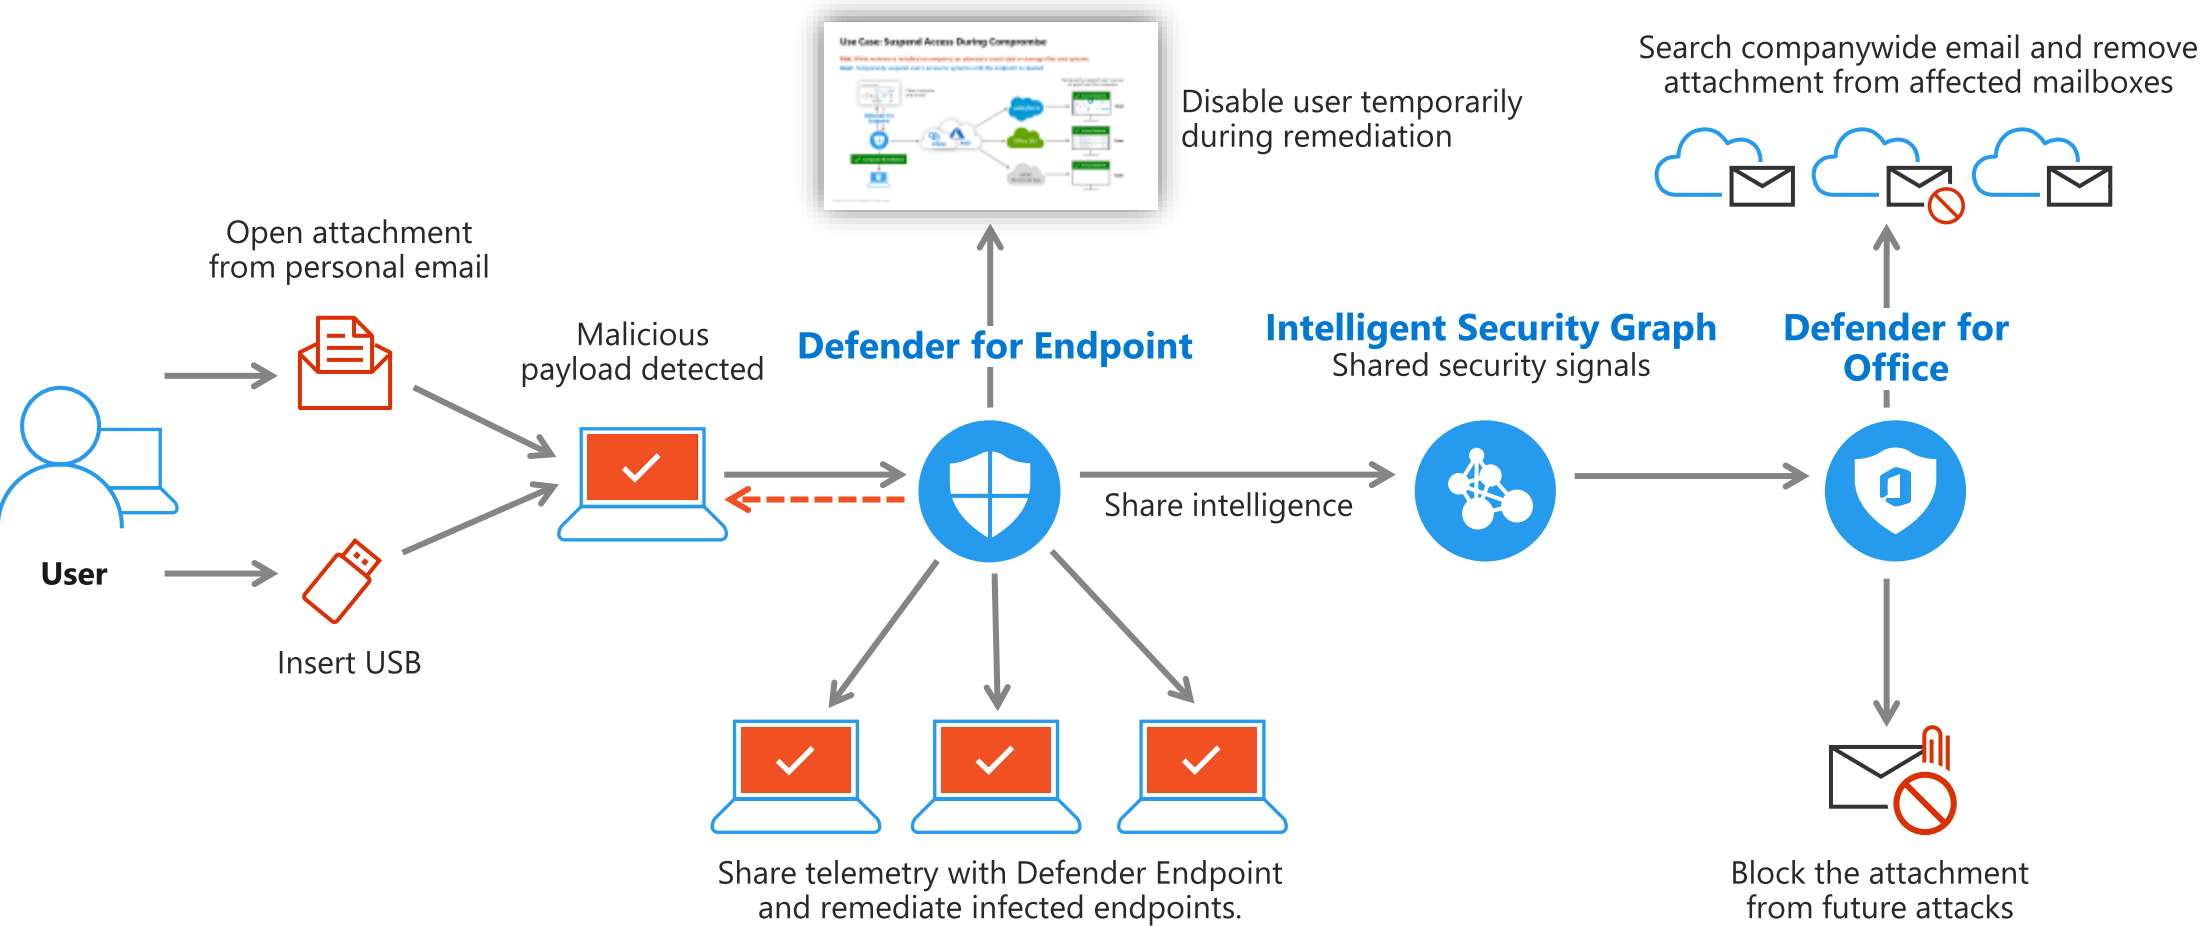 Use Case: Suspend Access During Compromise
Search companywide email and remove
attachment from affected mailboxes
Disable user temporarily
during remediation
Open attachment
from personal email
Malicious
payload detected
Defender for Endpoint
Intelligent Security Graph
Shared security signals
Defender for
Office
Share intelligence
User
Insert USB
Share telemetry with Defender Endpoint
and remediate infected endpoints.
Block the attachment
from future attacks